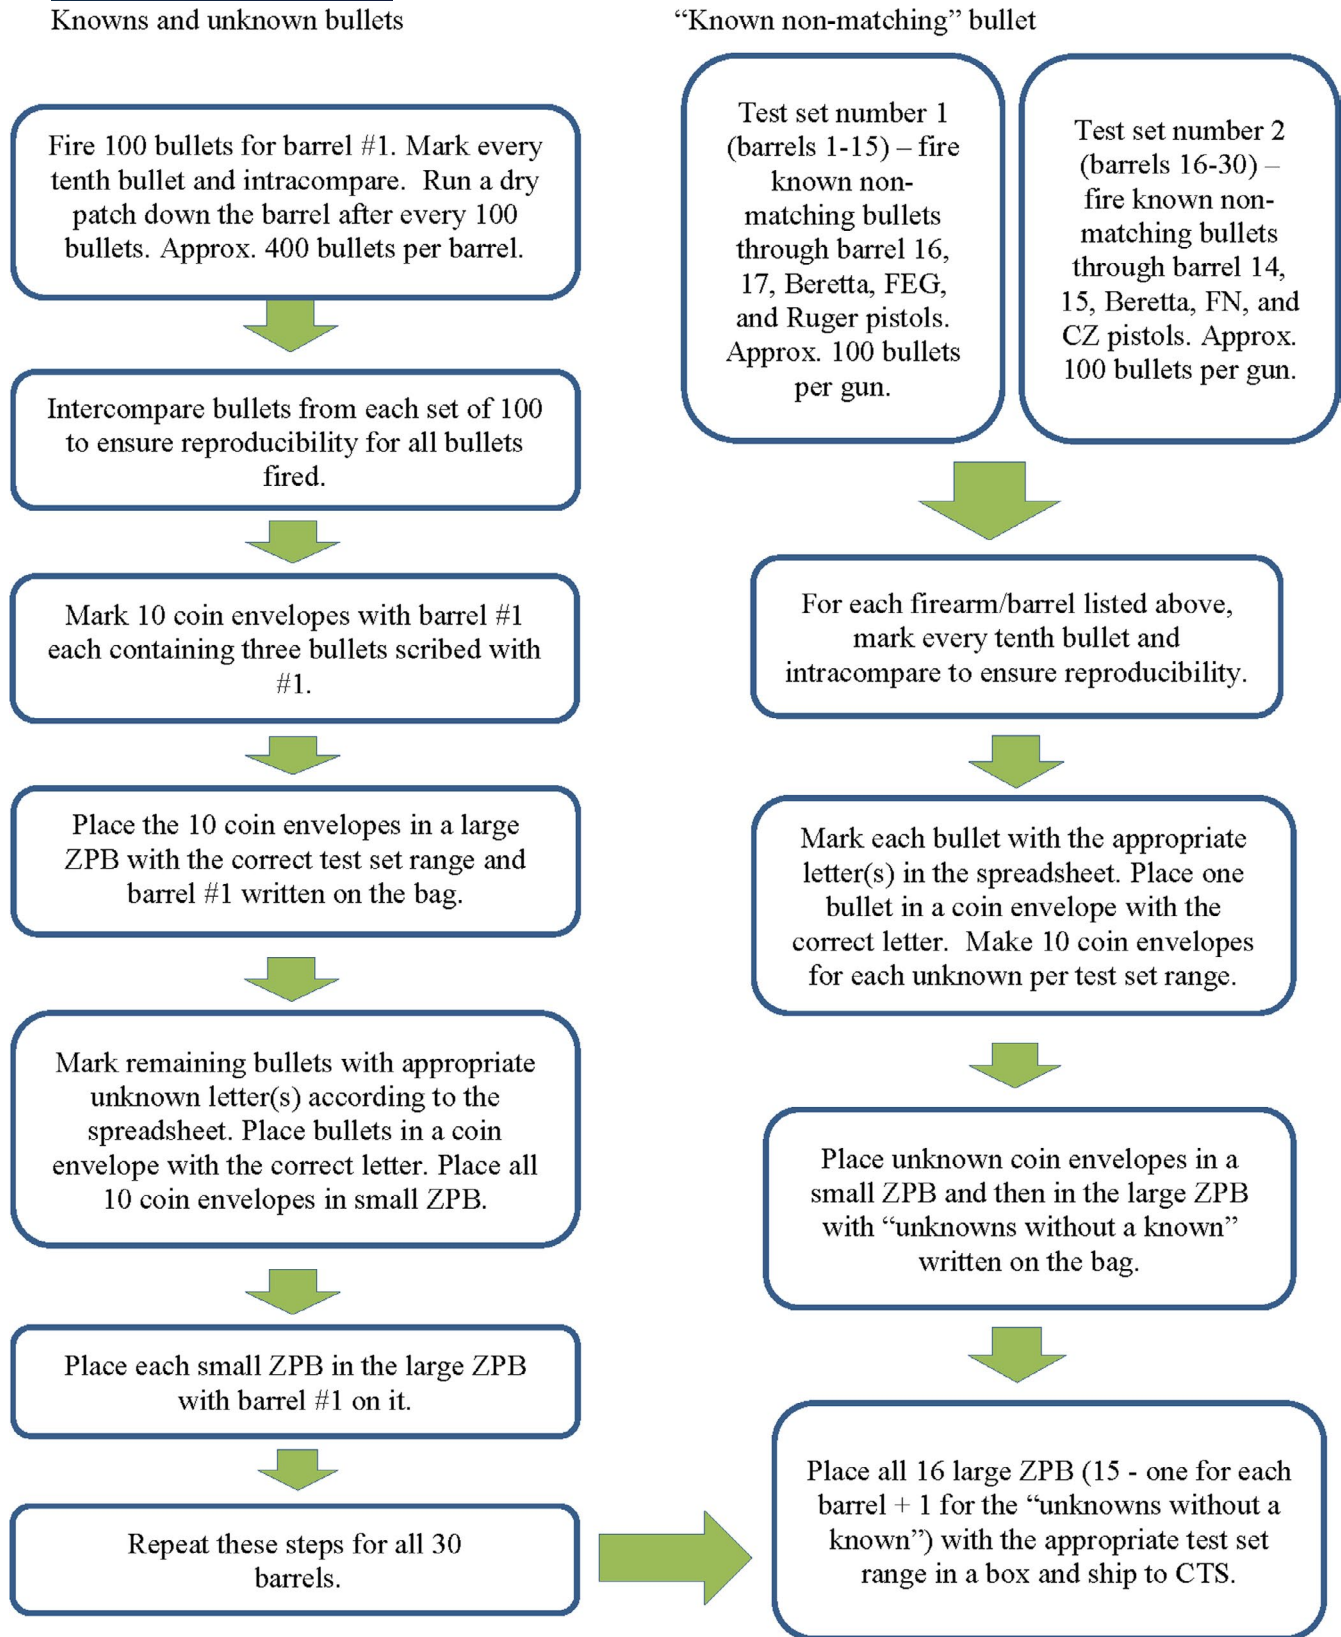 Knowns and unknown bullets
Fire 100 bullets for barrel #1. Mark every
tenth bullet and intracompare.  Run a dry
patch down the barrel after every 100
bullets. Approx. 400 bullets per barrel.
Intercompare bullets from each set of 100
to ensure reproducibility for all bullets
fired.
Mark 10 coin envelopes with barrel #1
each containing three bullets scribed with
#1.
Place the 10 coin envelopes in a large
ZPB with the correct test set range and
barrel #1 written on the bag.
Mark remaining bullets with appropriate
unknown letter(s) according to the
spreadsheet. Place bullets in a coin
envelope with the correct letter. Place all
10 coin envelopes in small ZPB.
Place each small ZPB in the large ZPB
with barrel #1 on it.
Repeat these steps for all 30
barrels.
“Known non-matching” bullet
Test set number 1
(barrels 1-15) – fire
known non-
matching bullets
through barrel 16,
17, Beretta, FEG,
and Ruger pistols.
Approx. 100 bullets
per gun.
Test set number 2
(barrels 16-30) –
fire known non-
matching bullets
through barrel 14,
15, Beretta, FN, and
CZ pistols. Approx.
100 bullets per gun.
For each firearm/barrel listed above,
mark every tenth bullet and
intracompare to ensure reproducibility.
Mark each bullet with the appropriate
letter(s) in the spreadsheet. Place one
bullet in a coin envelope with the
correct letter.  Make 10 coin envelopes
for each unknown per test set range.
Place unknown coin envelopes in a
small ZPB and then in the large ZPB
with “unknowns without a known”
written on the bag.
Place all 16 large ZPB (15 - one for each
barrel + 1 for the “unknowns without a
known”) with the appropriate test set
range in a box and ship to CTS.